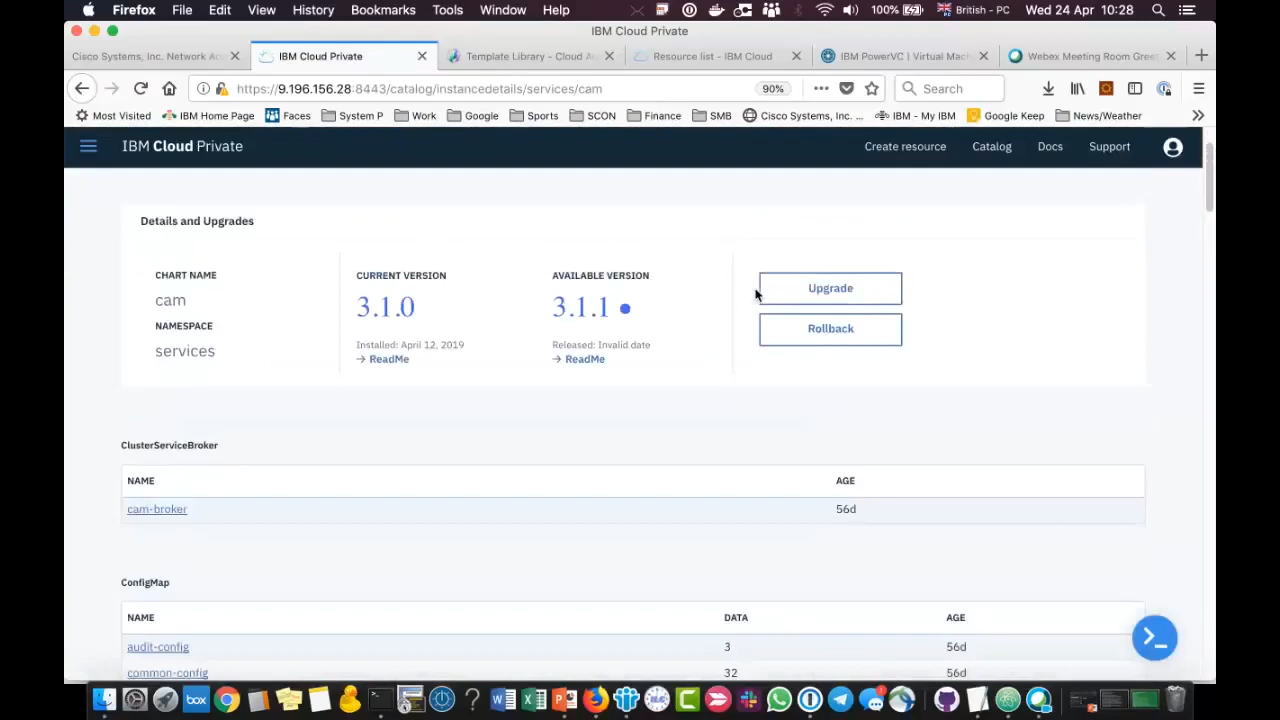 Firefox File Edit View History Bookmarks Tools Window Help 100% British - PC Wed 24 Apr 10:28
IBM Cloud Private
Cisco Systems, Inc. Network Ac IBM Cloud Private Template Library - Cloud A Resource list - IBM Cloud IBM PowerVC | Virtual Mach Webex Meeting Room Greet
https://9.196.156.28:8443/catalog/instancedetails/services/cam 90% Search
Most Visited IBM Home Page Faces System P Work Google Sports SCON Finance SMB Cisco Systems, Inc. ... IBM - My IBM Google Keep News/Weather
IBM Cloud Private Create resource Catalog Docs Support
Details and Upgrades
CHART NAME CURRENT VERSION AVAILABLE VERSION
cam 3.1.0 3.1.1 Upgrade
NAMESPACE Rollback
services Installed: April 12, 2019 Released: Invalid date
→ ReadMe → ReadMe
ClusterServiceBroker
NAME AGE
cam-broker 56d
ConfigMap
NAME DATA AGE
audit-config 3 56d
common-config 32 56d
box